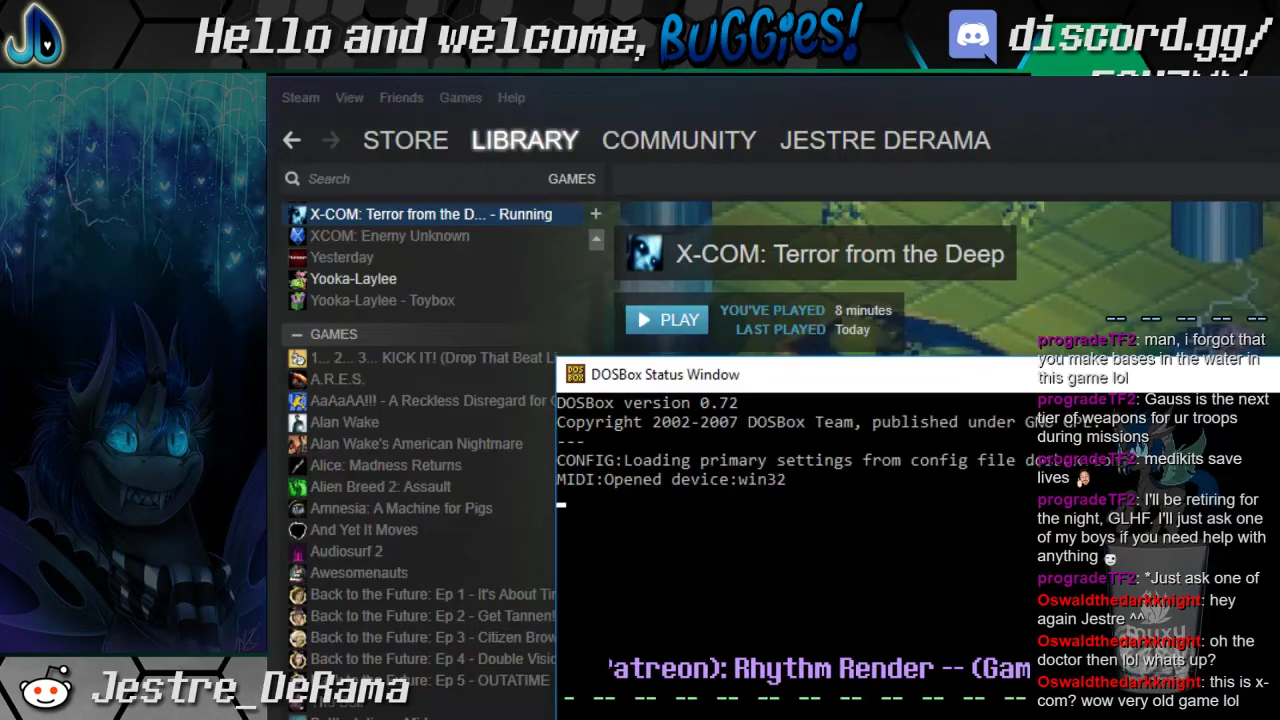 Hello and welcome, BUGGiES!
discord.gg/
Steam View Friends Games Help
STORE LIBRARY COMMUNITY JESTRE DERAMA
Search GAMES
X-COM: Terror from the D... - Running
XCOM: Enemy Unknown
Yesterday
Yooka-Laylee
Yooka-Laylee - Toybox
GAMES
1... 2... 3... KICK IT! (Drop That Beat L
A.R.E.S.
AaAaAA!!! - A Reckless Disregard for G
Alan Wake
Alan Wake's American Nightmare
Alice: Madness Returns
Alien Breed 2: Assault
Amnesia: A Machine for Pigs
And Yet It Moves
Audiosurf 2
Awesomenauts
Back to the Future: Ep 1 - It's About Tim
Back to the Future: Ep 2 - Get Tannen!
Back to the Future: Ep 3 - Citizen Brow
Back to the Future: Ep 4 - Double Visio
Back to the Future: Ep 5 - OUTATIME
X-COM: Terror from the Deep
PLAY
YOU'VE PLAYED 8 minutes
LAST PLAYED Today
DOSBox Status Window
DOSBox version 0.72
Copyright 2002-2007 DOSBox Team, published under GNU GPL.
---
CONFIG:Loading primary settings from config file
MIDI:Opened device:win32
-- -- -- -- --
progradeTF2: man, i forgot that
you make bases in the water in
this game lol
progradeTF2: Gauss is the next
tier of weapons for ur troops
during missions
progradeTF2: medikits save
lives
progradeTF2: I'll be retiring for
the night, GLHF. I'll just ask one
of my boys if you need help with
anything
progradeTF2: *Just ask one of
Oswaldthedarkknight: hey
again Jestre ^^
Oswaldthedarkknight: oh the
doctor then lol whats up?
Oswaldthedarkknight: this is x-
com? wow very old game lol
atreon): Rhythm Render -- (Gam
Jestre_DeRama